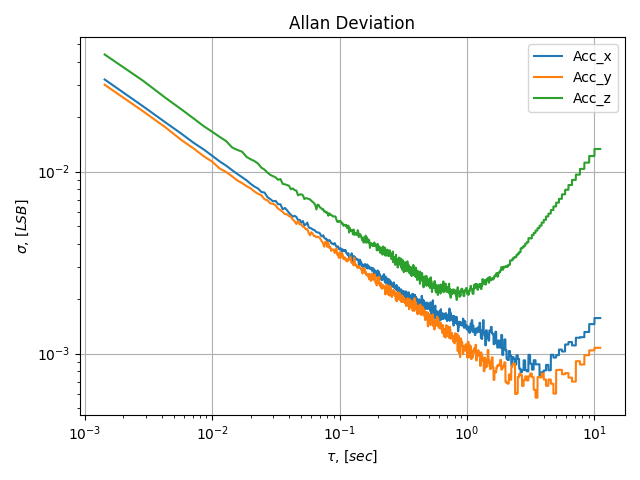 Allan Deviation
Acc_x
Acc_y
Acc_z
10⁻²
10⁻³
σ, [LSB]
10⁻³
10⁻²
10⁻¹
10⁰
10¹
τ, [sec]